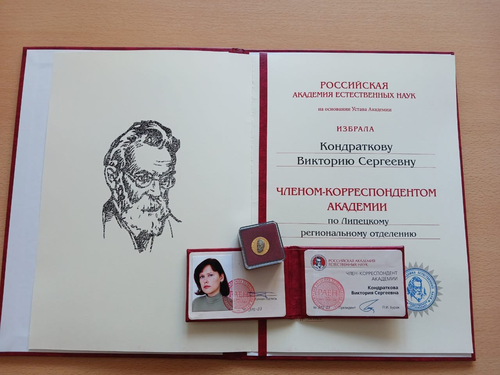 РОССИЙСКАЯ
АКАДЕМИЯ ЕСТЕСТВЕННЫХ НАУК
на основании Устава Академии
ИЗБРАЛА
Кондраткову
Викторию Сергеевну
ЧЛЕНОМ-КОРРЕСПОНДЕНТОМ
АКАДЕМИИ
по Липецкому
региональному отделению
РОССИЙСКАЯ АКАДЕМИЯ
ЕСТЕСТВЕННЫХ НАУК
ЧЛЕН-КОРРЕСПОНДЕНТ
АКАДЕМИИ
Кондраткова
Виктория Сергеевна
Президент